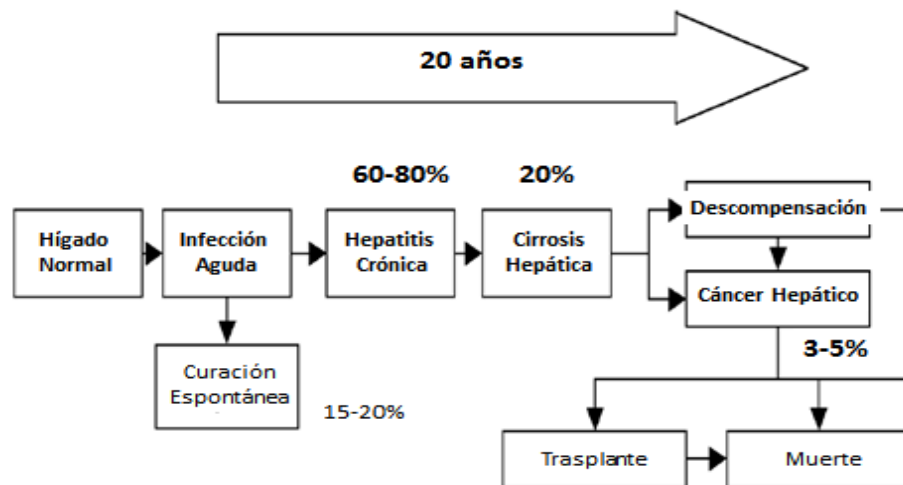 20 años
60-80%
20%
Hígado
Normal
Infección
Aguda
Hepatitis
Crónica
Cirrosis
Hepática
Descompensación
Cáncer Hepático
3-5%
Curación
Espontánea
15-20%
Trasplante
Muerte